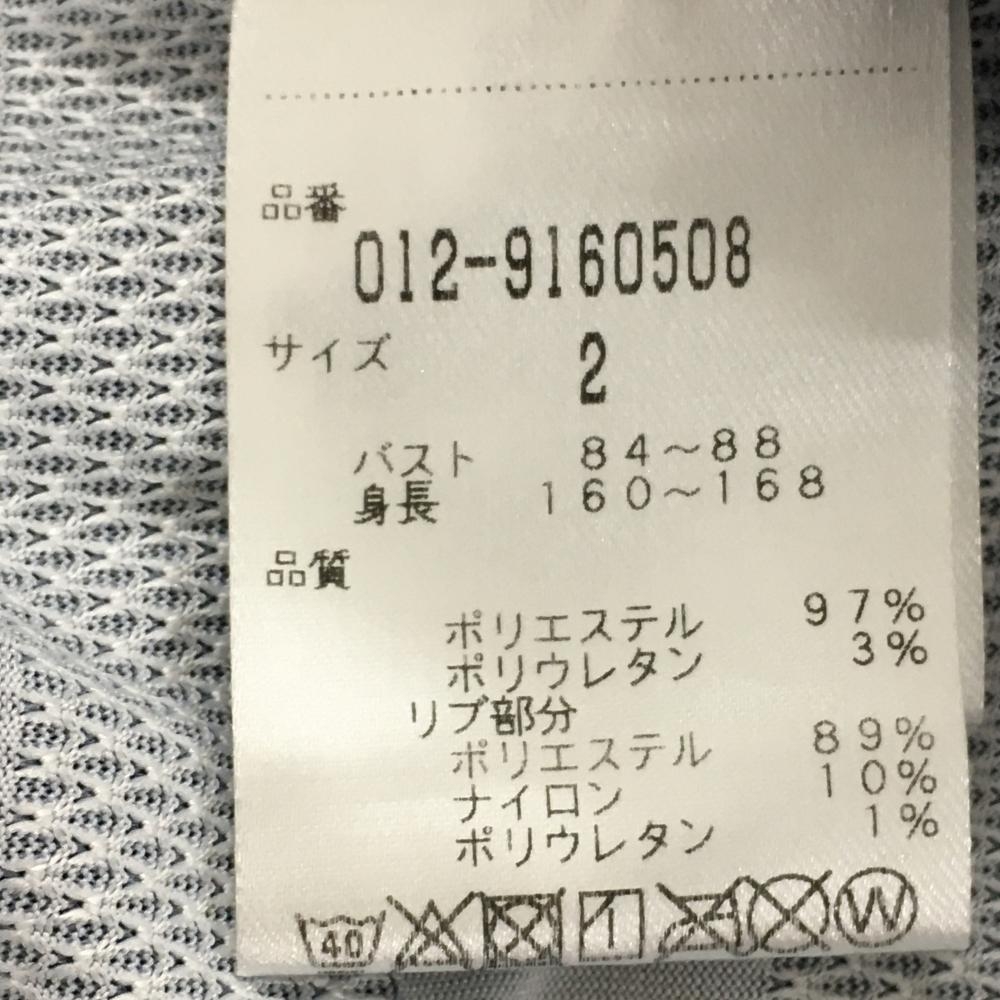 品番
012-9160508
サイズ 2
バスト 84~88
身長 160~168
品質
ポリエステル 97%
ポリウレタン 3%
リブ部分
ポリエステル 89%
ナイロン 10%
ポリウレタン 1%
40 W